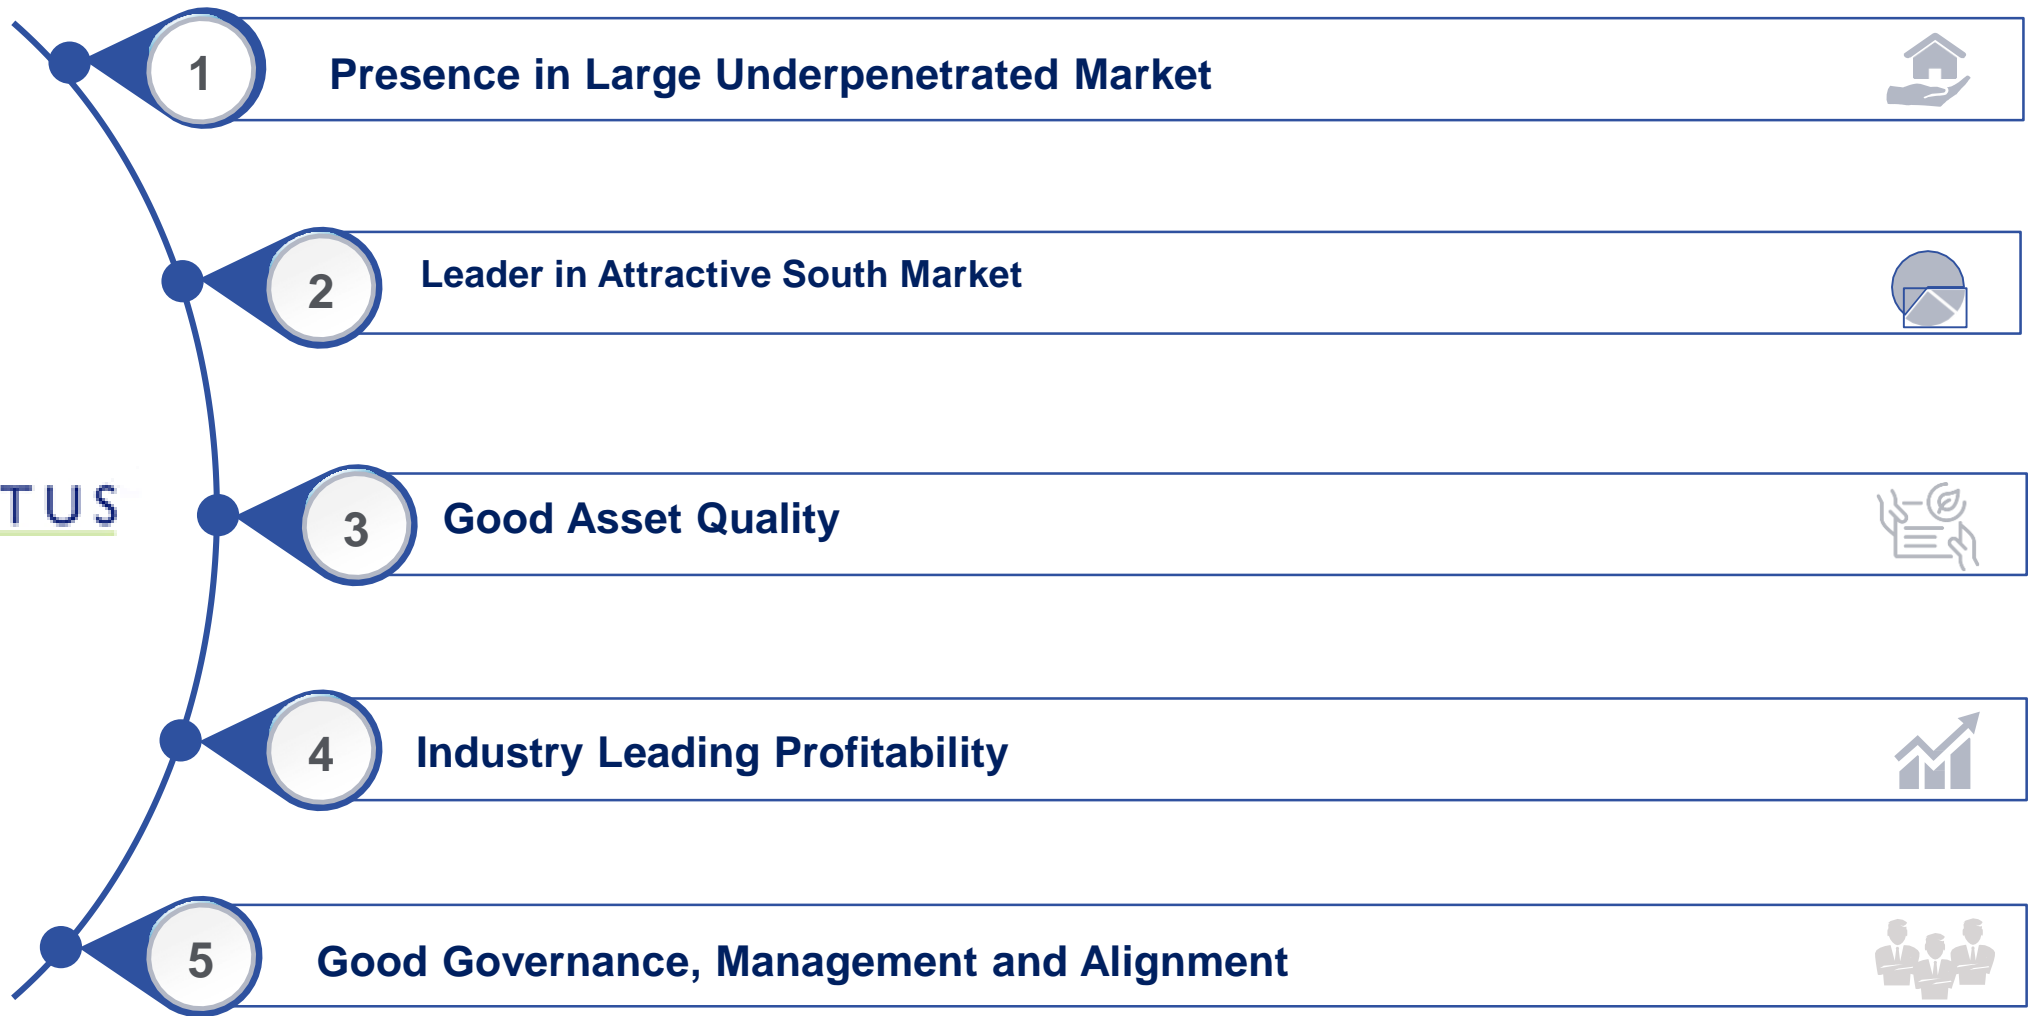 1
Presence in Large Underpenetrated Market
2
Leader in Attractive South Market
TUS
3
Good Asset Quality
4
Industry Leading Profitability
5
Good Governance, Management and Alignment